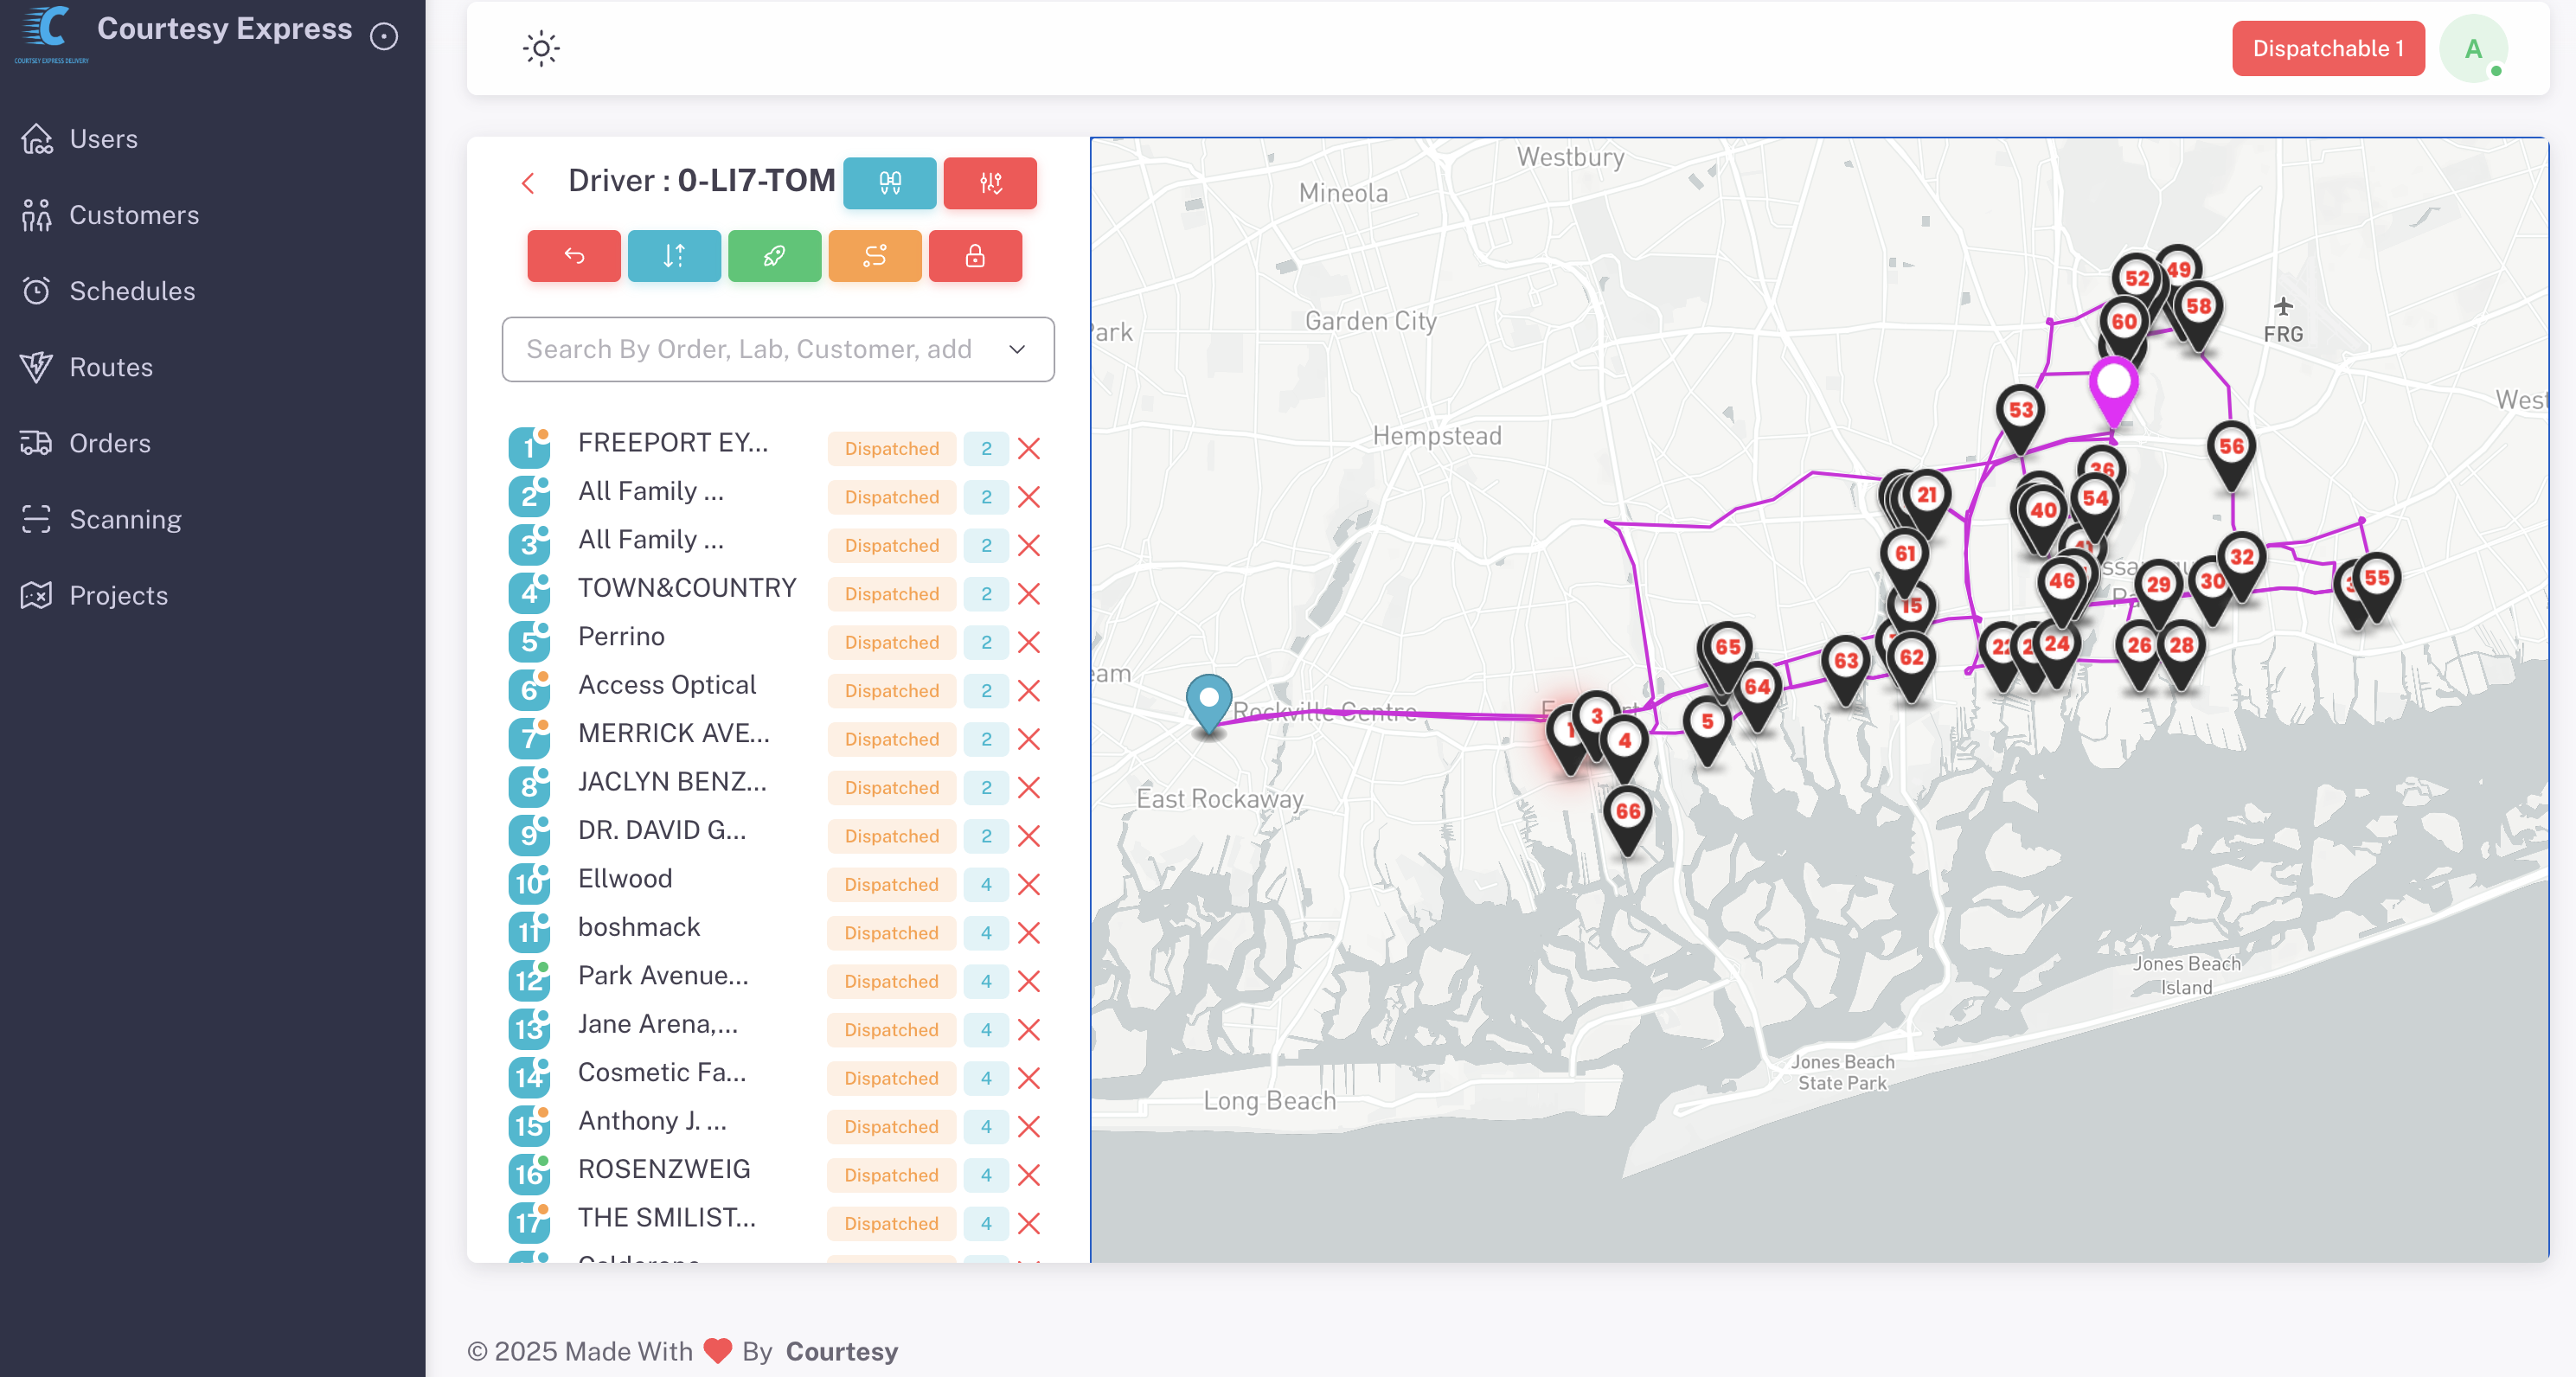 Courtesy Express
COURTSEY EXPRESS DELIVERY
Users
Customers
Schedules
Routes
Orders
Scanning
Projects
Dispatchable 1
A
Driver : 0-LI7-TOM
Search By Order, Lab, Customer, add
1 FREEPORT EY... Dispatched 2
2 All Family ... Dispatched 2
3 All Family ... Dispatched 2
4 TOWN&COUNTRY Dispatched 2
5 Perrino Dispatched 2
6 Access Optical Dispatched 2
7 MERRICK AVE... Dispatched 2
8 JACLYN BENZ... Dispatched 2
9 DR. DAVID G... Dispatched 2
10 Ellwood Dispatched 4
11 boshmack Dispatched 4
12 Park Avenue... Dispatched 4
13 Jane Arena,... Dispatched 4
14 Cosmetic Fa... Dispatched 4
15 Anthony J. ... Dispatched 4
16 ROSENZWEIG Dispatched 4
17 THE SMILIST... Dispatched 4
Westbury
Mineola
Garden City
ark
FRG
West
Hempstead
52
49
58
60
53
56
36
54
21
40
61
46
29
30
32
55
15
65
63
62
22
24
26
28
64
eam
Rockville Centre
1
3
4
5
66
East Rockaway
Jones Beach
Island
Jones Beach
State Park
Long Beach
© 2025 Made With By Courtesy